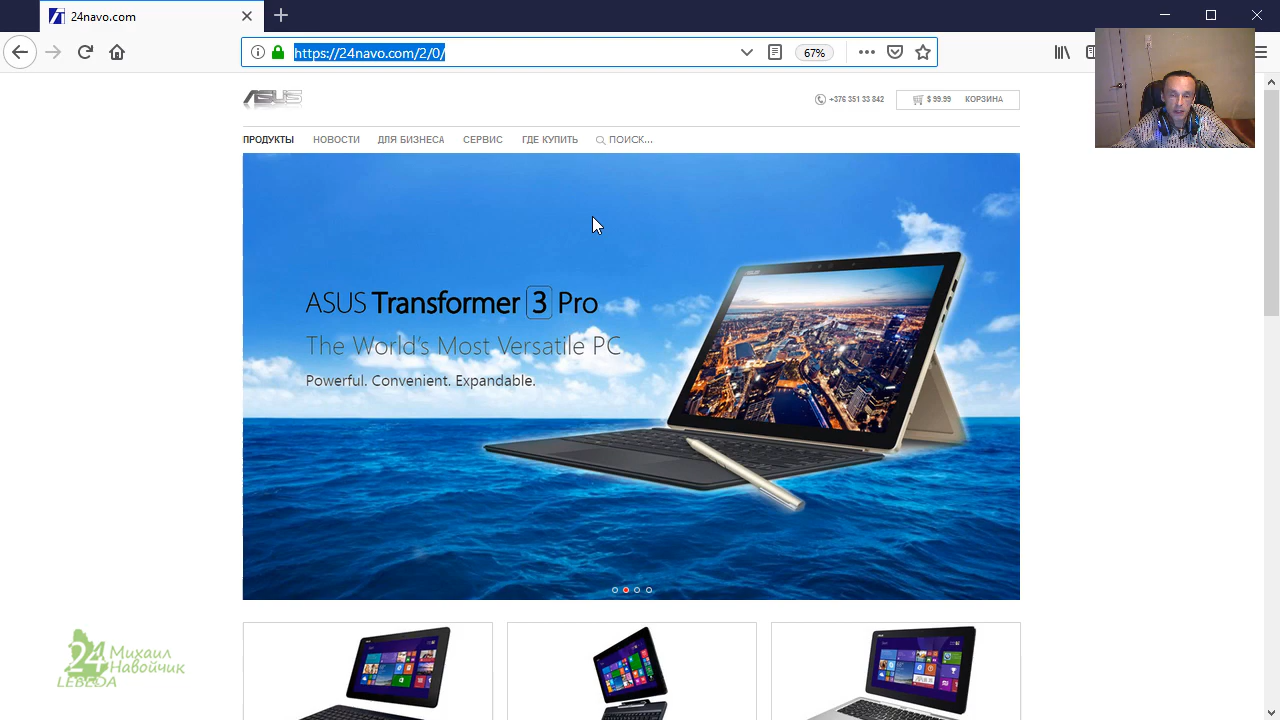 24navo.com
https://24navo.com/2/0/
67%
ASUS
+376 351 33 842
$ 99.99 КОРЗИНА
ПРОДУКТЫ НОВОСТИ ДЛЯ БИЗНЕСА СЕРВИС ГДЕ КУПИТЬ ПОИСК...
ASUS Transformer 3 Pro
The World's Most Versatile PC
Powerful. Convenient. Expandable.
24 Михаил
Навойчик
LEBEDA